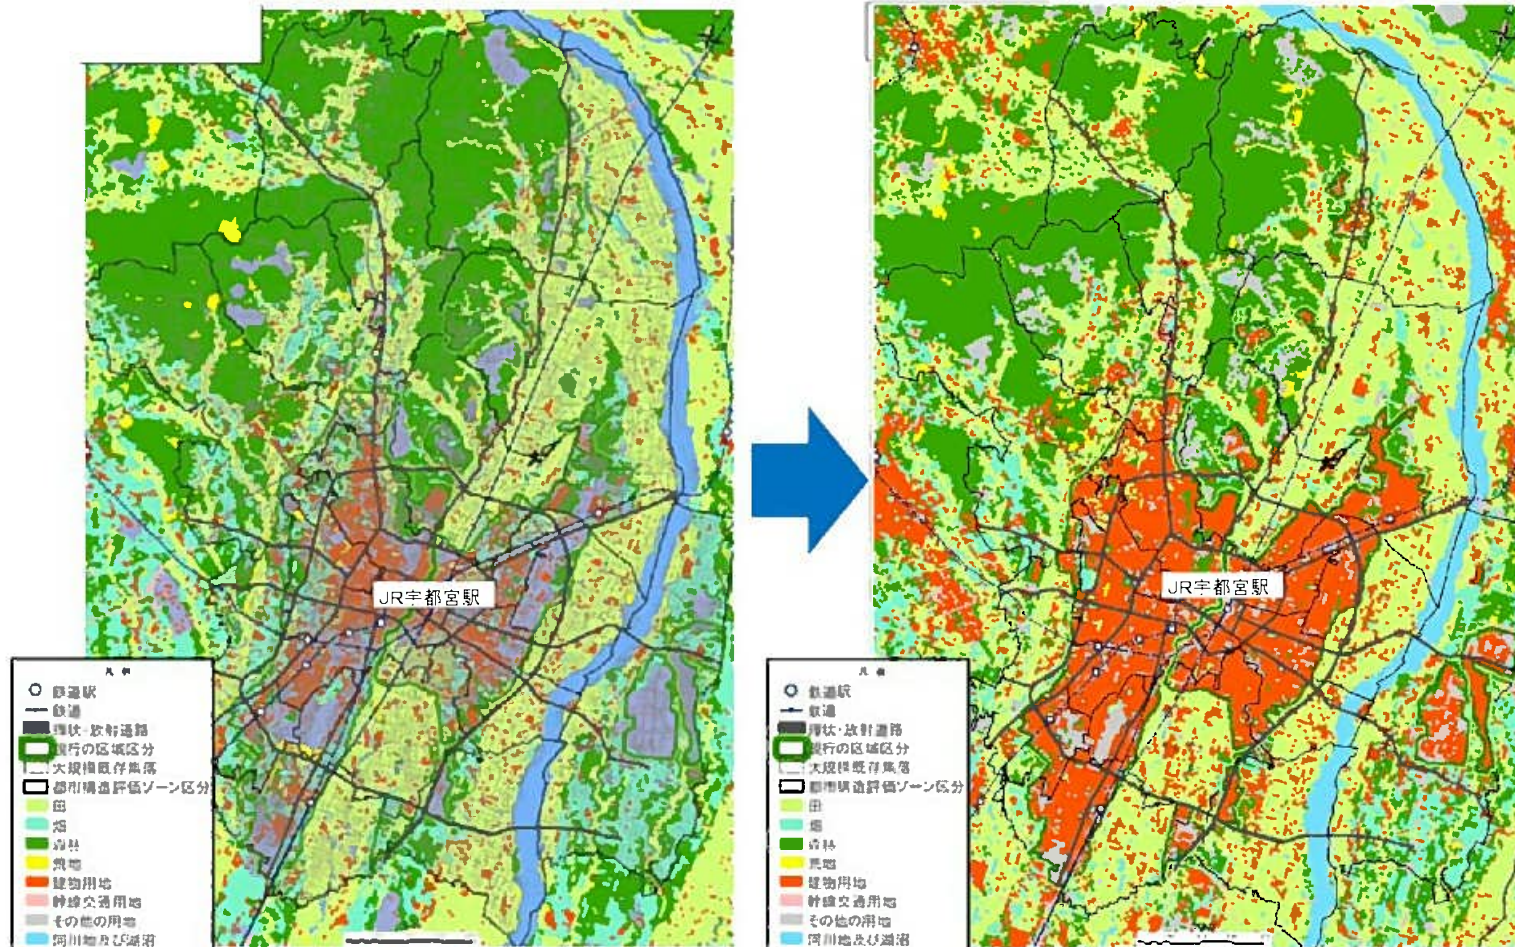 JR宇都宮駅
凡例
鉄道駅
鉄道
環状・放射道路
現行の区域区分
大規模既存集落
都市構造評価ゾーン区分
田
畑
森林
荒地
建物用地
幹線交通用地
その他の用地
河川地及び湖沼
JR宇都宮駅
凡例
鉄道駅
鉄道
環状・放射道路
現行の区域区分
大規模既存集落
都市構造評価ゾーン区分
田
畑
森林
荒地
建物用地
幹線交通用地
その他の用地
河川地及び湖沼